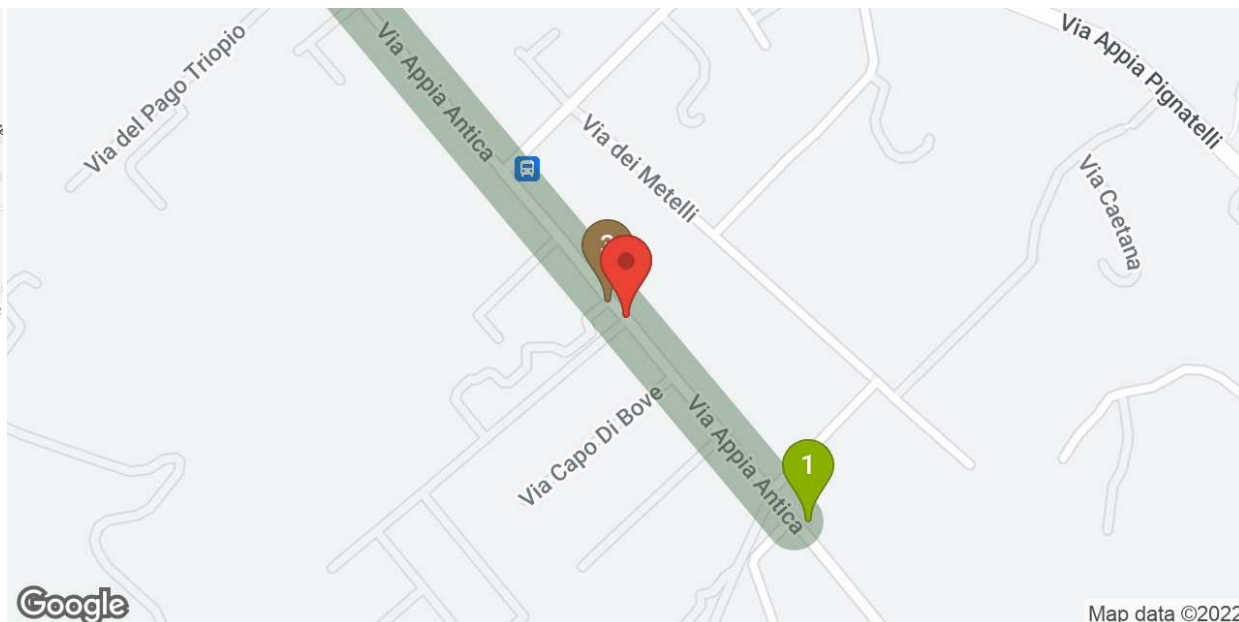 Via Appia Pignatelli
Via del Pago Triopio
Via Appia Antica
Via dei Metelli
Via Caetana
Via Capo Di Bove
Via Appia Antica
1
Google
Map data ©2022